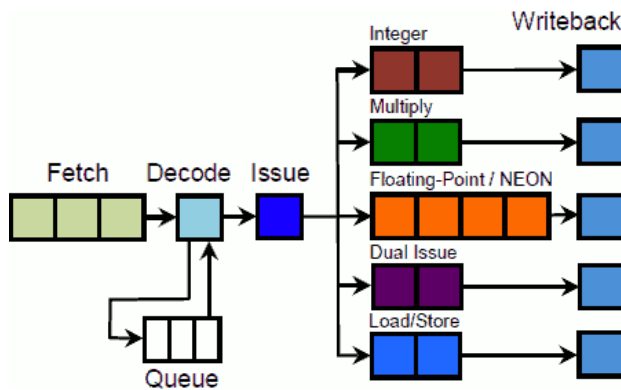 Writeback
Integer
Multiply
Fetch
Decode
Issue
Floating-Point / NEON
Dual Issue
Load/Store
Queue